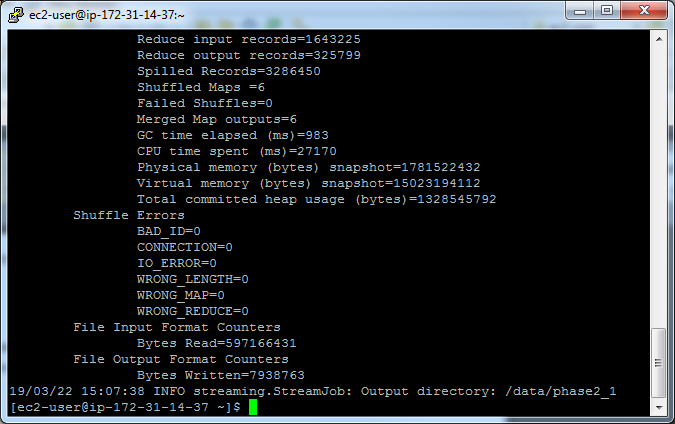 ec2-user@ip-172-31-14-37:~
Reduce input records=1643225
Reduce output records=325799
Spilled Records=3286450
Shuffled Maps =6
Failed Shuffles=0
Merged Map outputs=6
GC time elapsed (ms)=983
CPU time spent (ms)=27170
Physical memory (bytes) snapshot=1781522432
Virtual memory (bytes) snapshot=15023194112
Total committed heap usage (bytes)=1328545792
Shuffle Errors
BAD_ID=0
CONNECTION=0
IO_ERROR=0
WRONG_LENGTH=0
WRONG_MAP=0
WRONG_REDUCE=0
File Input Format Counters
Bytes Read=597166431
File Output Format Counters
Bytes Written=7938763
19/03/22 15:07:38 INFO streaming.StreamJob: Output directory: /data/phase2_1
[ec2-user@ip-172-31-14-37 ~]$